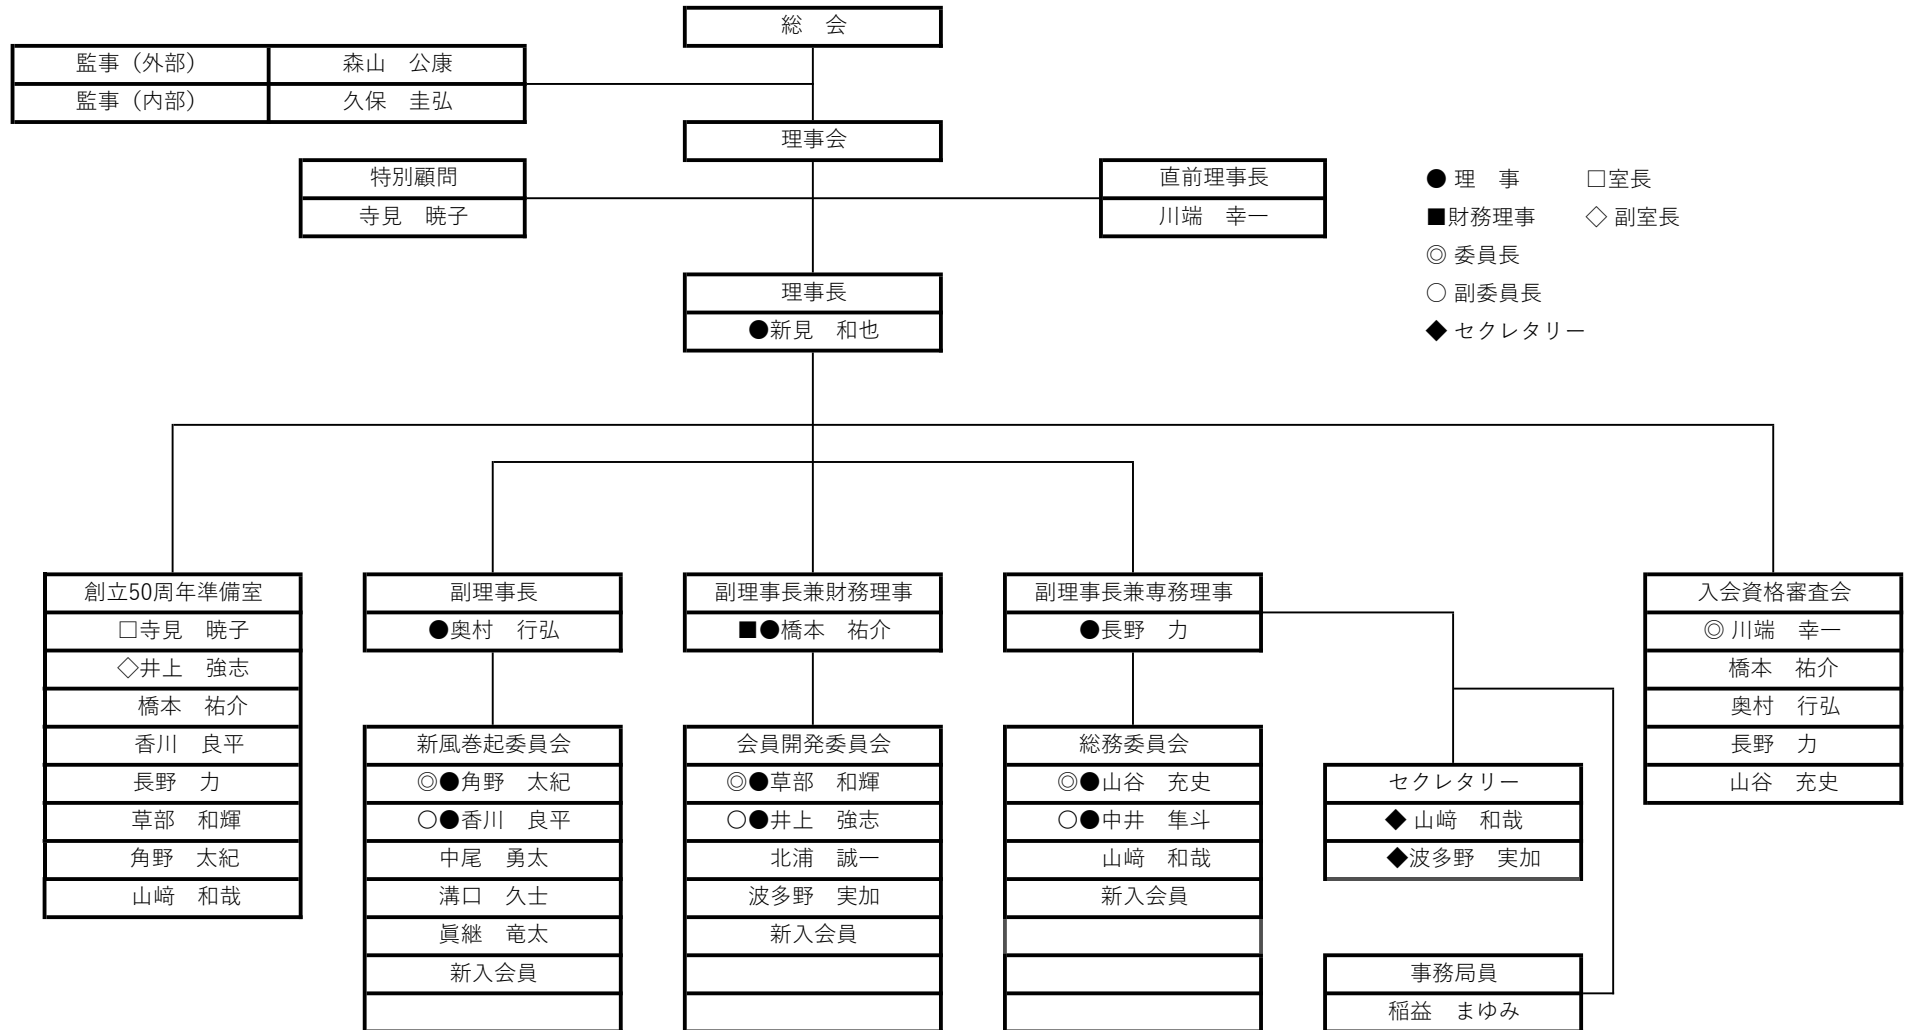 総　会
監事（外部）　森山　公康
監事（内部）　久保　圭弘
理事会
特別顧問
寺見　暁子
直前理事長
川端　幸一
● 理　事　□室長
■財務理事　◇ 副室長
◎ 委員長
○ 副委員長
◆ セクレタリー
理事長
●新見　和也
創立50周年準備室
□寺見　暁子
◇井上　強志
橋本　祐介
香川　良平
長野　力
草部　和輝
角野　太紀
山﨑　和哉
副理事長
●奥村　行弘
新風巻起委員会
◎●角野　太紀
○●香川　良平
中尾　勇太
溝口　久士
眞継　竜太
新入会員
副理事長兼財務理事
■●橋本　祐介
会員開発委員会
◎●草部　和輝
○●井上　強志
北浦　誠一
波多野　実加
新入会員
副理事長兼専務理事
●長野　力
総務委員会
◎●山谷　充史
○●中井　隼斗
山﨑　和哉
新入会員
セクレタリー
◆ 山﨑　和哉
◆波多野　実加
事務局員
稲益　まゆみ
入会資格審査会
◎ 川端　幸一
橋本　祐介
奥村　行弘
長野　力
山谷　充史